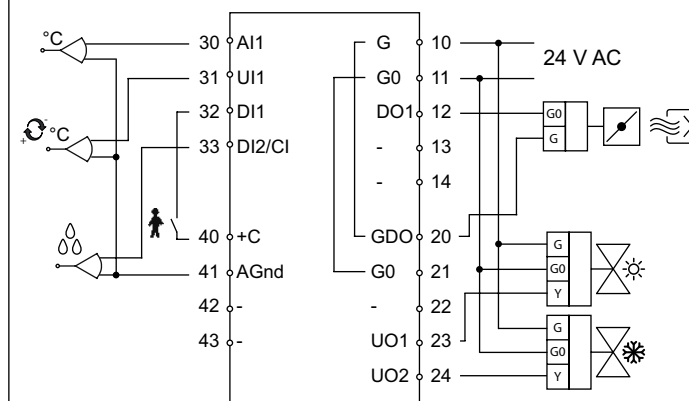 °C 30 AI1 G 10 24 V AC
31 UI1 G0 11
°C 32 DI1 DO1 12 G0
33 DI2/CI - 13 G
- 14
40 +C GDO 20 G
41 AGnd G0 21 G0
42 - - 22 Y
43 - UO1 23 G
G0
UO2 24 Y